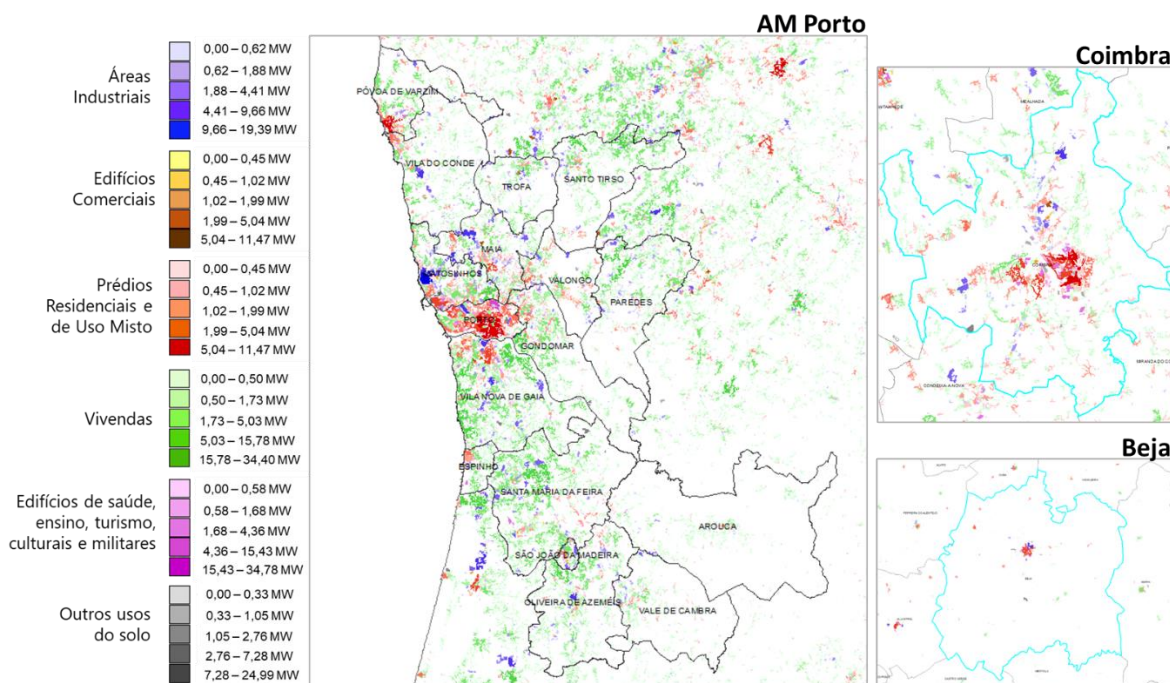 AM Porto
Coimbra
Beja
Áreas
Industriais
0,00 – 0,62 MW
0,62 – 1,88 MW
1,88 – 4,41 MW
4,41 – 9,66 MW
9,66 – 19,39 MW
Edifícios
Comerciais
0,00 – 0,45 MW
0,45 – 1,02 MW
1,02 – 1,99 MW
1,99 – 5,04 MW
5,04 – 11,47 MW
Prédios
Residenciais e
de Uso Misto
0,00 – 0,45 MW
0,45 – 1,02 MW
1,02 – 1,99 MW
1,99 – 5,04 MW
5,04 – 11,47 MW
Vivendas
0,00 – 0,50 MW
0,50 – 1,73 MW
1,73 – 5,03 MW
5,03 – 15,78 MW
15,78 – 34,40 MW
Edifícios de saúde,
ensino, turismo,
culturais e militares
0,00 – 0,58 MW
0,58 – 1,68 MW
1,68 – 4,36 MW
4,36 – 15,43 MW
15,43 – 34,78 MW
Outros usos
do solo
0,00 – 0,33 MW
0,33 – 1,05 MW
1,05 – 2,76 MW
2,76 – 7,28 MW
7,28 – 24,99 MW
PÓVOA DE VARZIM
VILA DO CONDE
TROFA
SANTO TIRSO
MAIA
MATOSINHOS
VALONGO
PAREDES
PORTO
GONDOMAR
VILA NOVA DE GAIA
ESPINHO
SANTA MARIA DA FEIRA
AROUCA
SÃO JOÃO DA MADEIRA
OLIVEIRA DE AZEMÉIS
VALE DE CAMBRA
MEALHADA
CONDEIXA-A-NOVA